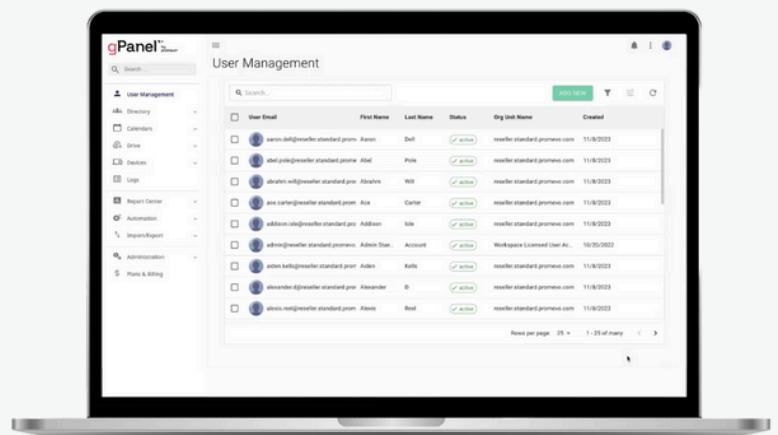 gPanel
Search...
User Management
Directory
Calendars
Drive
Devices
Logs
Report Center
Automation
Import/Export
Administration
Plans & Billing
User Management
Search...
ADD NEW
User Email First Name Last Name Status Org Unit Name Created
aaron.dell@reseller.standard.prom Aaron Dell active reseller.standard.promevo.com 11/8/2023
abel.pole@reseller.standard.prome Abel Pole active reseller.standard.promevo.com 11/8/2023
abrahm.will@reseller.standard.pror Abrahm Will active reseller.standard.promevo.com 11/8/2023
ace.carter@reseller.standard.prom Ace Carter active reseller.standard.promevo.com 11/8/2023
addison.isle@reseller.standard.pro Addison Isle active reseller.standard.promevo.com 11/8/2023
admin@reseller.standard.promevo. Admin Stan... Account active Workspace Licensed User Ac... 10/20/2022
aiden.kells@reseller.standard.prom Aiden Kells active reseller.standard.promevo.com 11/8/2023
alexander.d@reseller.standard.pror Alexander D active reseller.standard.promevo.com 11/8/2023
alexis.reel@reseller.standard.prom Alexis Reel active reseller.standard.promevo.com 11/8/2023
Rows per page: 25 1 - 25 of many